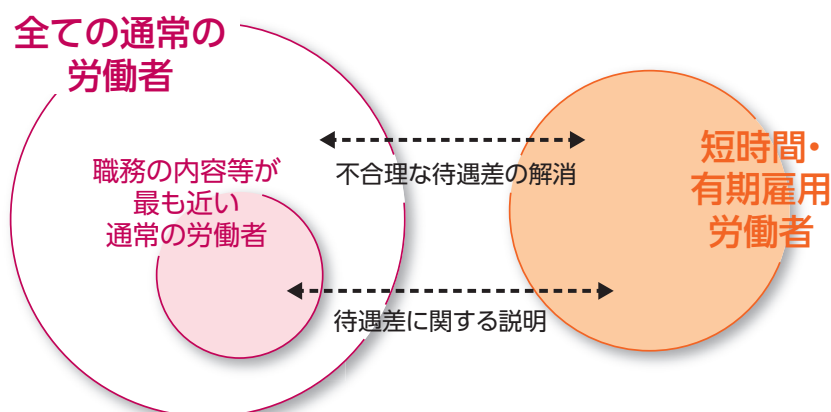 全ての通常の
労働者
職務の内容等が
最も近い
通常の労働者
不合理な待遇差の解消
待遇差に関する説明
短時間・
有期雇用
労働者